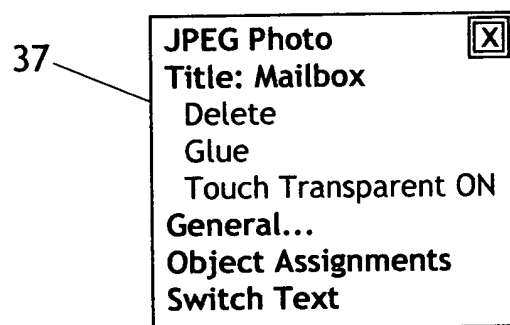 37
JPEG Photo X
Title: Mailbox
Delete
Glue
Touch Transparent ON
General...
Object Assignments
Switch Text